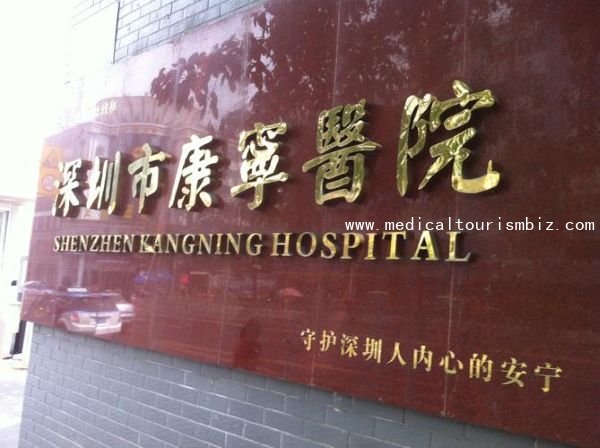 深圳市康寧醫院
www.medicaltourismbiz.com
SHENZHEN KANGNING HOSPITAL
守护深圳人内心的安宁